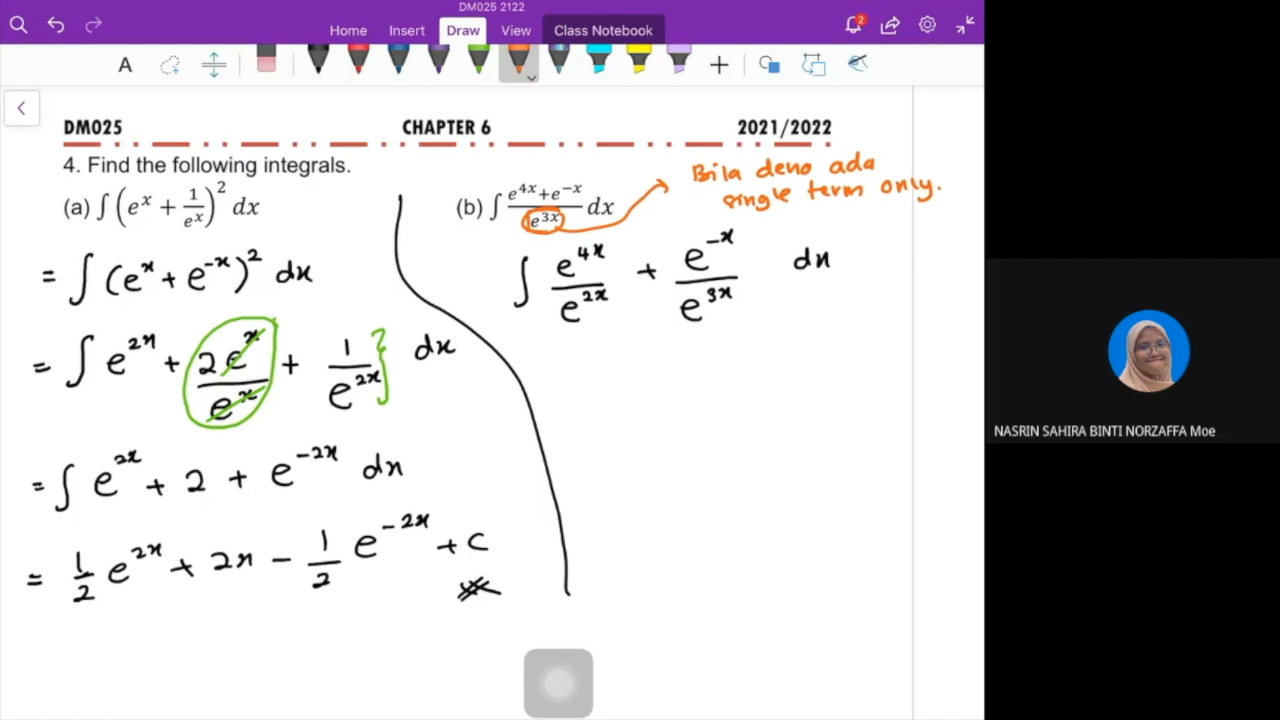 DM025 2122
Home Insert Draw View Class Notebook
2
A
DM025 CHAPTER 6 2021/2022
4. Find the following integrals.
(a) ∫(e^x + 1/e^x)^2 dx
(b) ∫ (e^{4x}+e^{-x})/e^{3x} dx
Bila deno ada
single term only.
= ∫ (e^x + e^{-x})^2 dx
= ∫ e^{2x} + 2e^x/e^x + 1/e^{2x} dx
= ∫ e^{2x} + 2 + e^{-2x} dx
= 1/2 e^{2x} + 2x - 1/2 e^{-2x} + c
∫ e^{4x}/e^{2x} + e^{-x}/e^{3x} dx
NASRIN SAHIRA BINTI NORZAFFA Moe